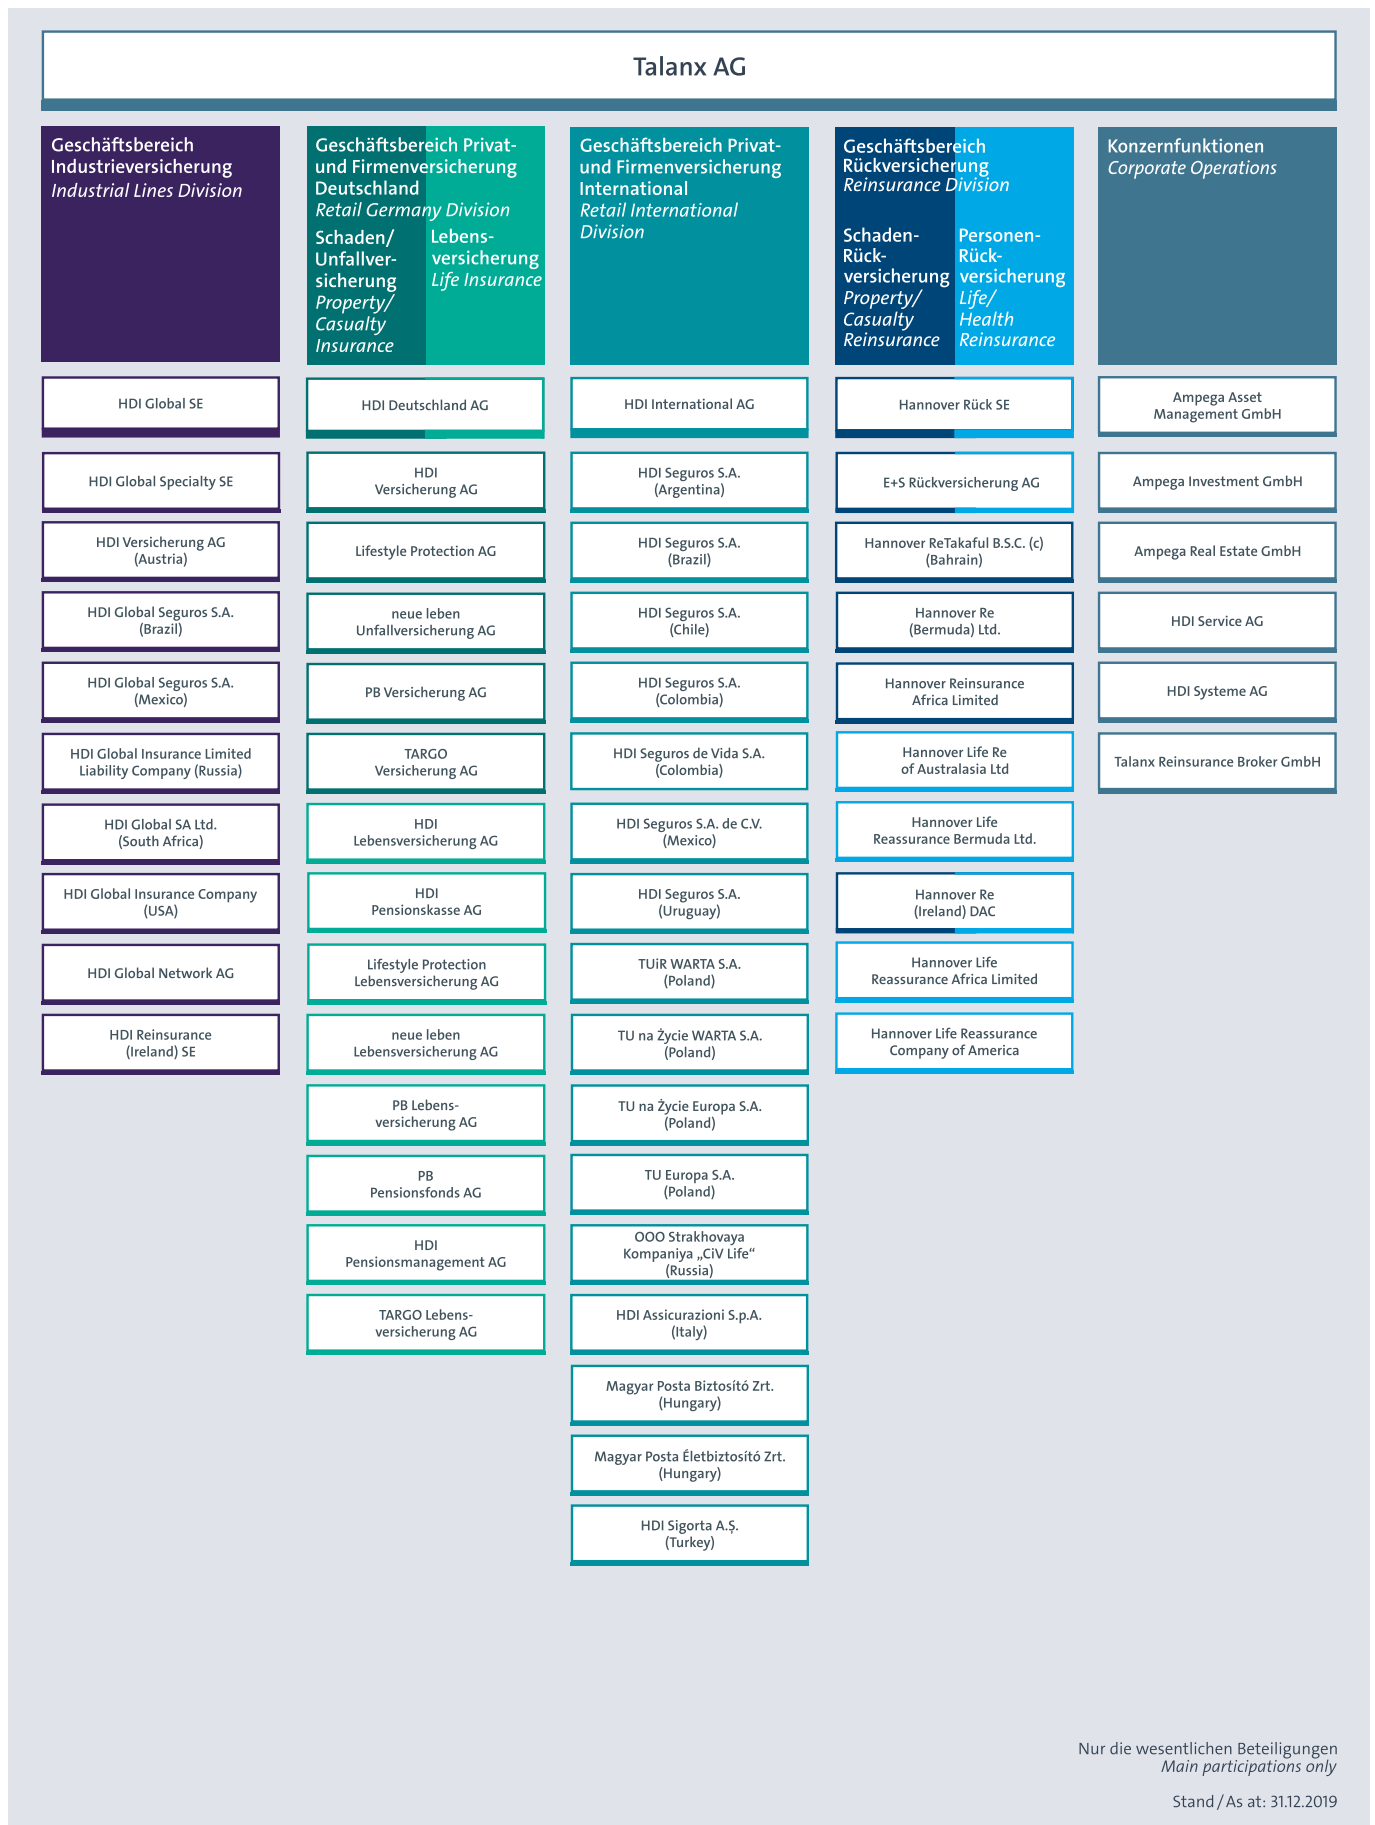 Talanx AG
Geschäftsbereich
Industrieversicherung
Industrial Lines Division
Geschäftsbereich Privat-
und Firmenversicherung
Deutschland
Retail Germany Division
Schaden/
Unfallver-
sicherung
Property/
Casualty
Insurance
Lebens-
versicherung
Life Insurance
Geschäftsbereich Privat-
und Firmenversicherung
International
Retail International
Division
Geschäftsbereich
Rückversicherung
Reinsurance Division
Schaden-
Rück-
versicherung
Property/
Casualty
Reinsurance
Personen-
Rück-
versicherung
Life/
Health
Reinsurance
Konzernfunktionen
Corporate Operations
HDI Global SE
HDI Global Specialty SE
HDI Versicherung AG
(Austria)
HDI Global Seguros S.A.
(Brazil)
HDI Global Seguros S.A.
(Mexico)
HDI Global Insurance Limited
Liability Company (Russia)
HDI Global SA Ltd.
(South Africa)
HDI Global Insurance Company
(USA)
HDI Global Network AG
HDI Reinsurance
(Ireland) SE
HDI Deutschland AG
HDI
Versicherung AG
Lifestyle Protection AG
neue leben
Unfallversicherung AG
PB Versicherung AG
TARGO
Versicherung AG
HDI
Lebensversicherung AG
HDI
Pensionskasse AG
Lifestyle Protection
Lebensversicherung AG
neue leben
Lebensversicherung AG
PB Lebens-
versicherung AG
PB
Pensionsfonds AG
HDI
Pensionsmanagement AG
TARGO Lebens-
versicherung AG
HDI International AG
HDI Seguros S.A.
(Argentina)
HDI Seguros S.A.
(Brazil)
HDI Seguros S.A.
(Chile)
HDI Seguros S.A.
(Colombia)
HDI Seguros de Vida S.A.
(Colombia)
HDI Seguros S.A. de C.V.
(Mexico)
HDI Seguros S.A.
(Uruguay)
TUiR WARTA S.A.
(Poland)
TU na Życie WARTA S.A.
(Poland)
TU na Życie Europa S.A.
(Poland)
TU Europa S.A.
(Poland)
OOO Strakhovaya
Kompaniya „CiV Life“
(Russia)
HDI Assicurazioni S.p.A.
(Italy)
Magyar Posta Biztosító Zrt.
(Hungary)
Magyar Posta Életbiztosító Zrt.
(Hungary)
HDI Sigorta A.Ș.
(Turkey)
Hannover Rück SE
E+S Rückversicherung AG
Hannover ReTakaful B.S.C. (c)
(Bahrain)
Hannover Re
(Bermuda) Ltd.
Hannover Reinsurance
Africa Limited
Hannover Life Re
of Australasia Ltd
Hannover Life
Reassurance Bermuda Ltd.
Hannover Re
(Ireland) DAC
Hannover Life
Reassurance Africa Limited
Hannover Life Reassurance
Company of America
Ampega Asset
Management GmbH
Ampega Investment GmbH
Ampega Real Estate GmbH
HDI Service AG
HDI Systeme AG
Talanx Reinsurance Broker GmbH
Nur die wesentlichen Beteiligungen
Main participations only
Stand / As at: 31.12.2019